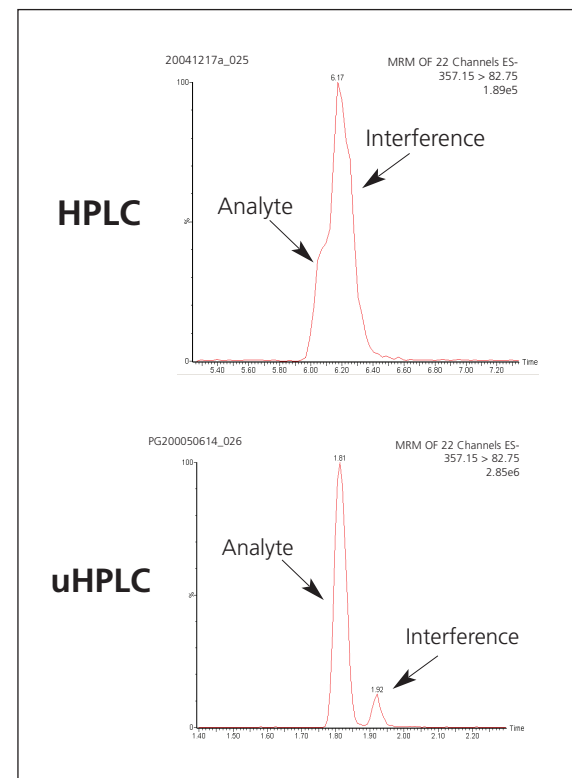 20041217a_025
MRM OF 22 Channels ES-
357.15 > 82.75
1.89e5
100
6.17
Interference
Analyte
HPLC
%
0
Time
5.40 5.60 5.80 6.00 6.20 6.40 6.60 6.80 7.00 7.20
PG200050614_026
MRM OF 22 Channels ES-
357.15 > 82.75
2.85e6
100
1.81
Analyte
uHPLC
%
Interference
1.92
0
Time
1.40 1.50 1.60 1.70 1.80 1.90 2.00 2.10 2.20